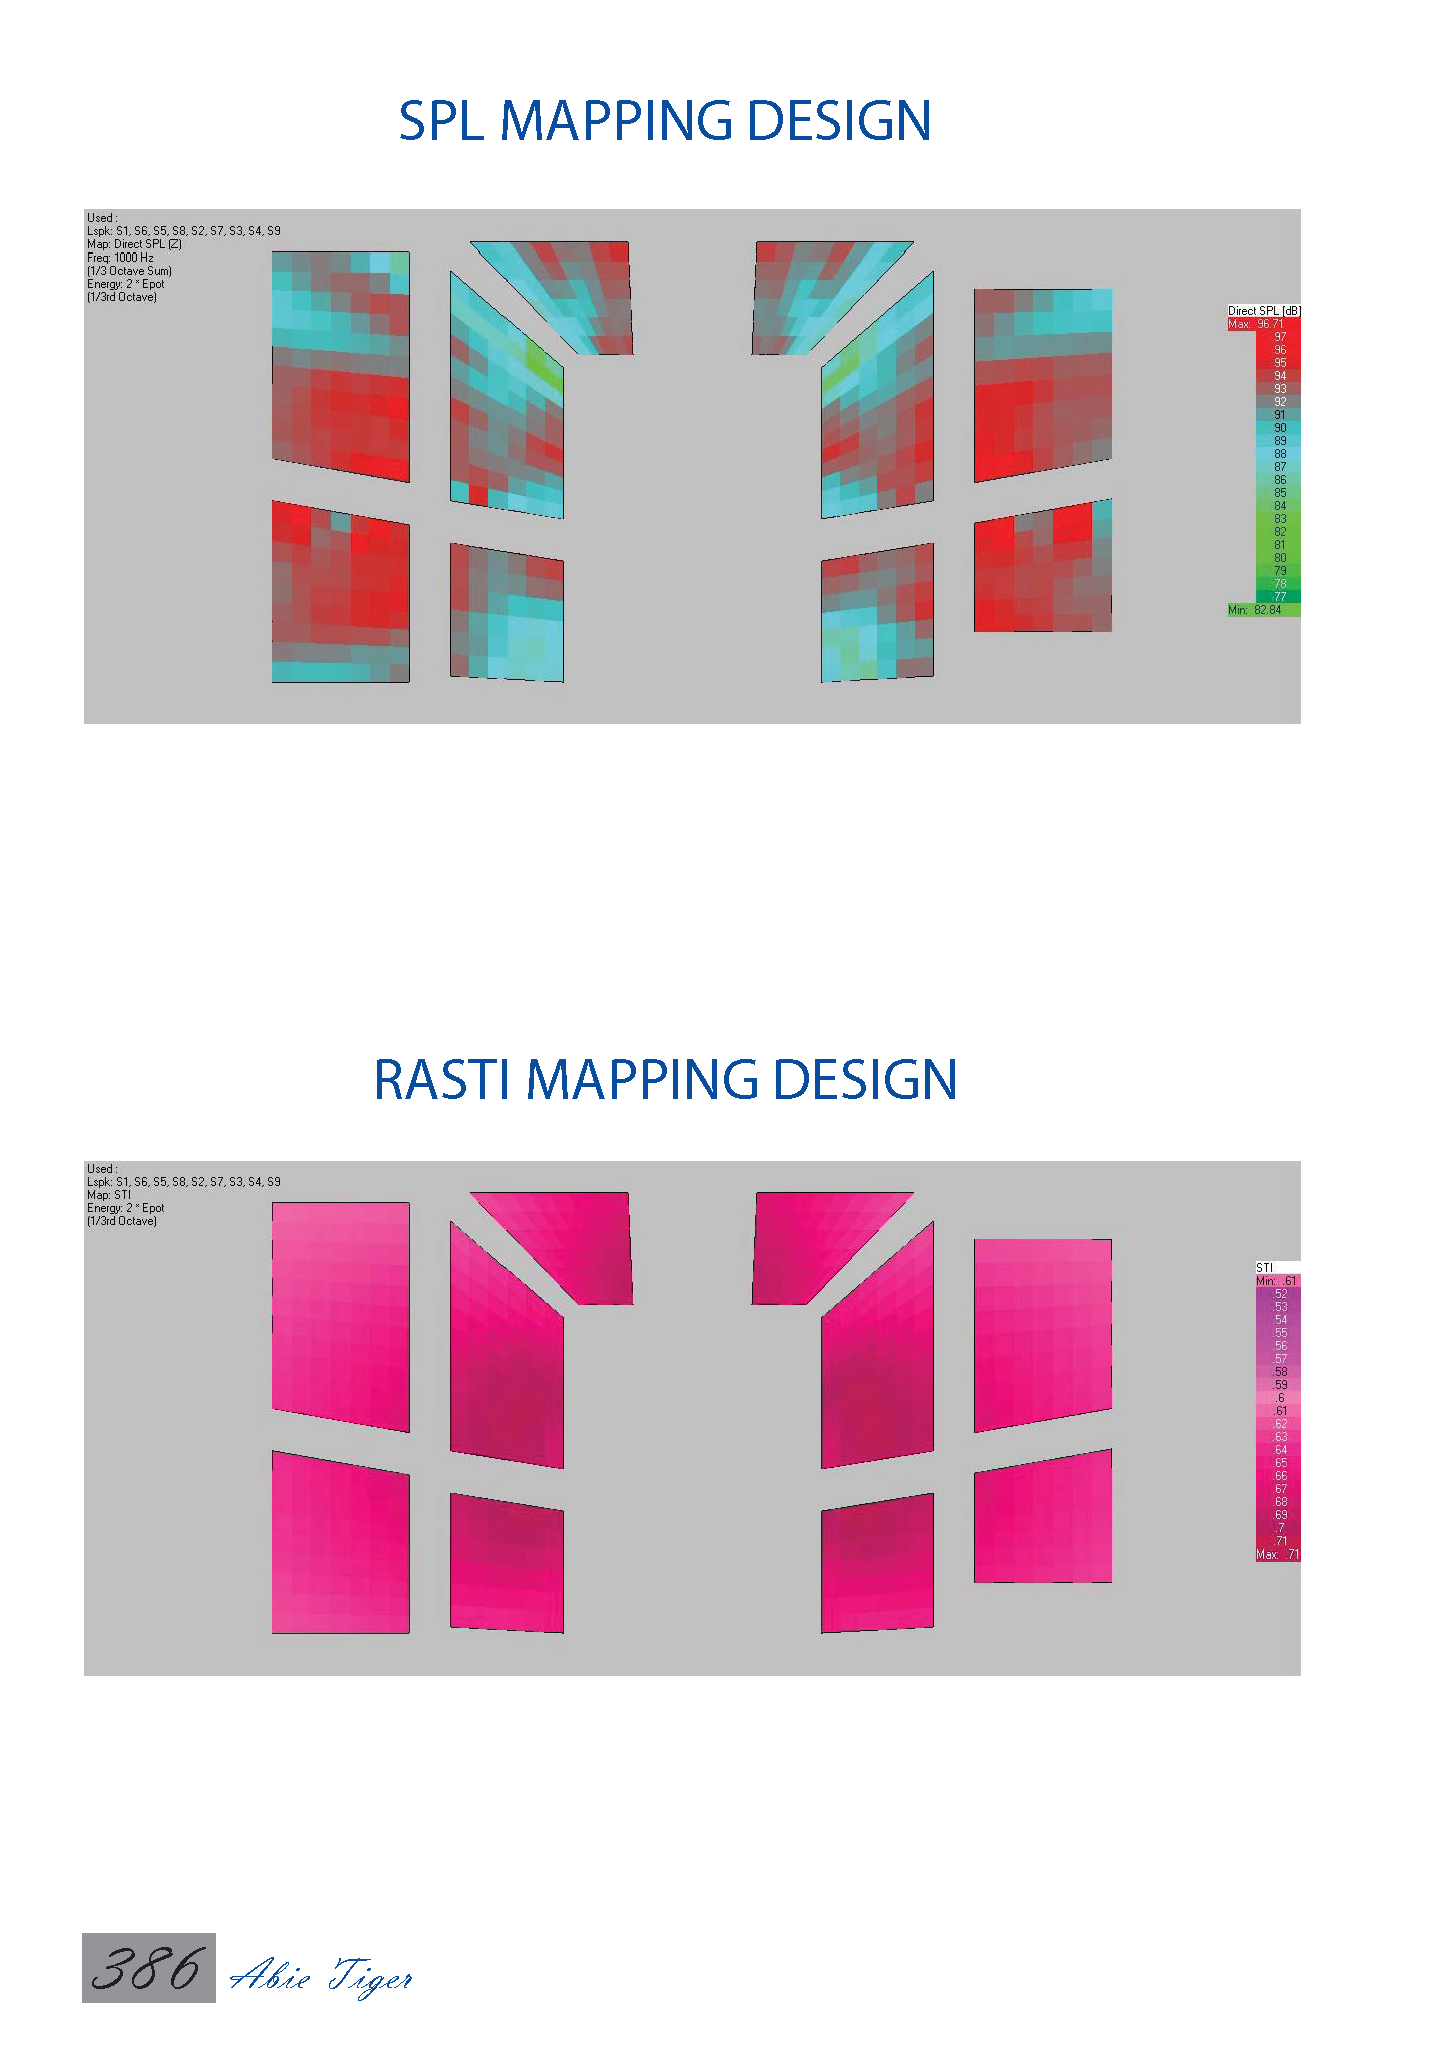 SPL MAPPING DESIGN
Used :
Lspk: S1, S6, S5, S8, S2, S7, S3, S4, S9
Map: Direct SPL (Z)
Freq: 1000 Hz
(1/3 Octave Sum)
Energy: 2 * Epot
(1/3rd Octave)
Direct SPL [dB]
Max: 96.71
97
96
95
94
93
92
91
90
89
88
87
86
85
84
83
82
81
80
79
78
77
Min: 82.84
RASTI MAPPING DESIGN
Used :
Lspk: S1, S6, S5, S8, S2, S7, S3, S4, S9
Map: STI
Energy: 2 * Epot
(1/3rd Octave)
STI
Min: .61
.52
.53
.54
.55
.56
.57
.58
.59
.6
.61
.62
.63
.64
.65
.66
.67
.68
.69
.7
.71
Max: .71
386 Abie Tiger